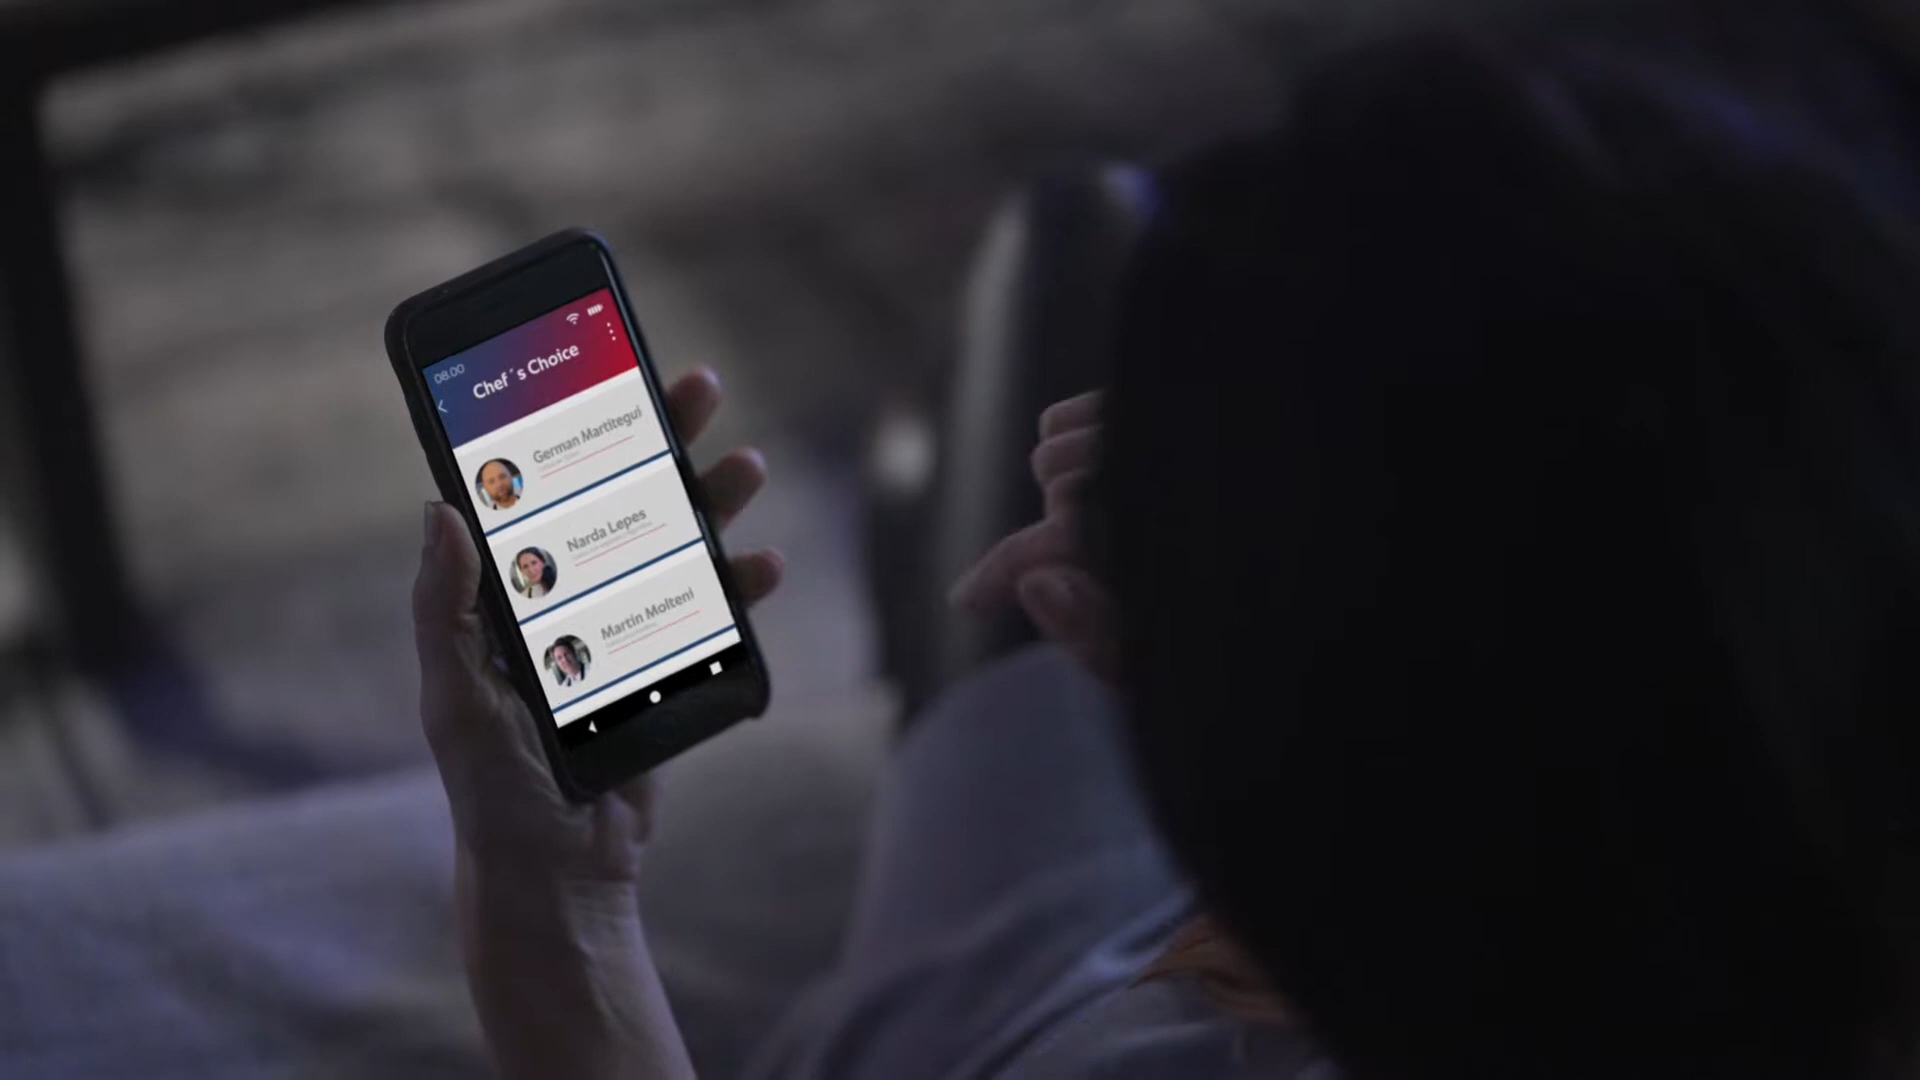 08.00
Chef´s Choice
German Martitegui
Narda Lepes
Martin Molteni